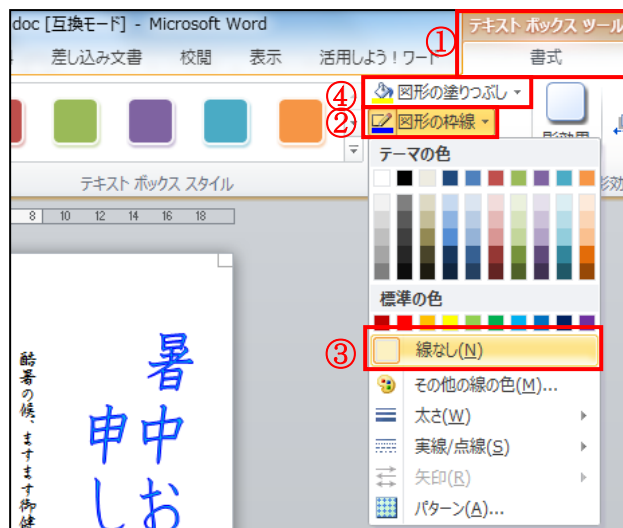 doc [互換モード] - Microsoft Word
テキスト ボックス ツール
①
差し込み文書 校閲 表示 活用しよう！ワード 書式
④ 図形の塗りつぶし
② 図形の枠線
テーマの色
テキスト ボックス スタイル
8 10 12 14 16 18
標準の色
③ 線なし(N)
その他の線の色(M)...
太さ(W)
実線/点線(S)
矢印(R)
パターン(A)...
暑中お
申し
酷暑の候、ますます御健